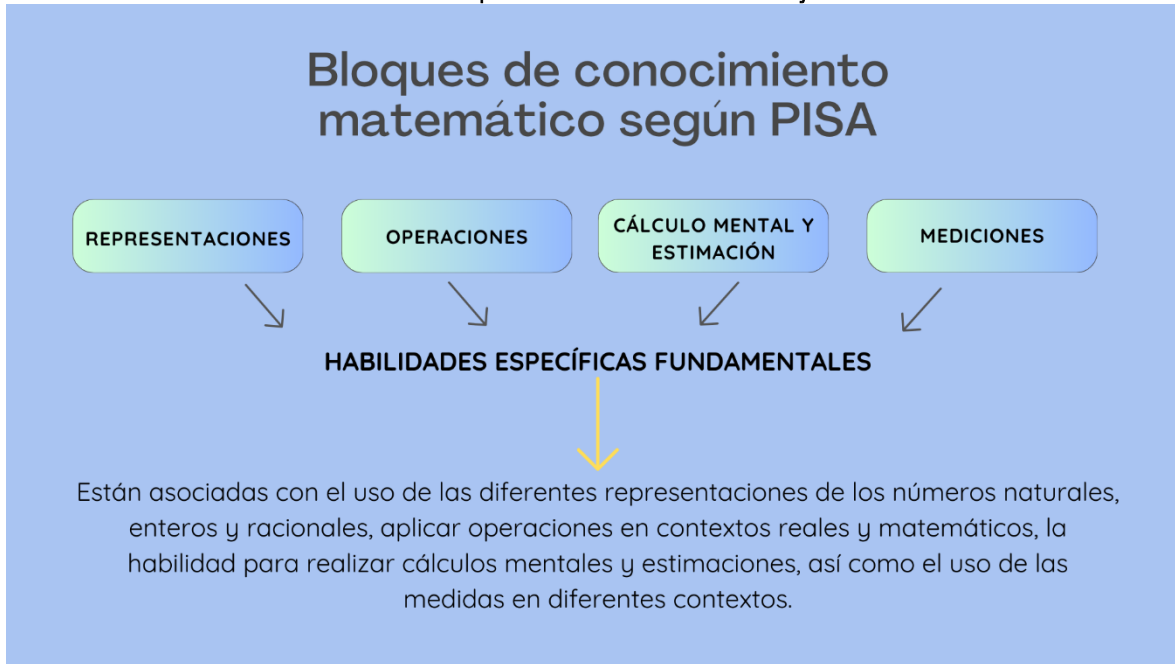 Bloques de conocimiento
matemático según PISA
REPRESENTACIONES
OPERACIONES
CÁLCULO MENTAL Y
ESTIMACIÓN
MEDICIONES
HABILIDADES ESPECÍFICAS FUNDAMENTALES
Están asociadas con el uso de las diferentes representaciones de los números naturales,
enteros y racionales, aplicar operaciones en contextos reales y matemáticos, la
habilidad para realizar cálculos mentales y estimaciones, así como el uso de las
medidas en diferentes contextos.